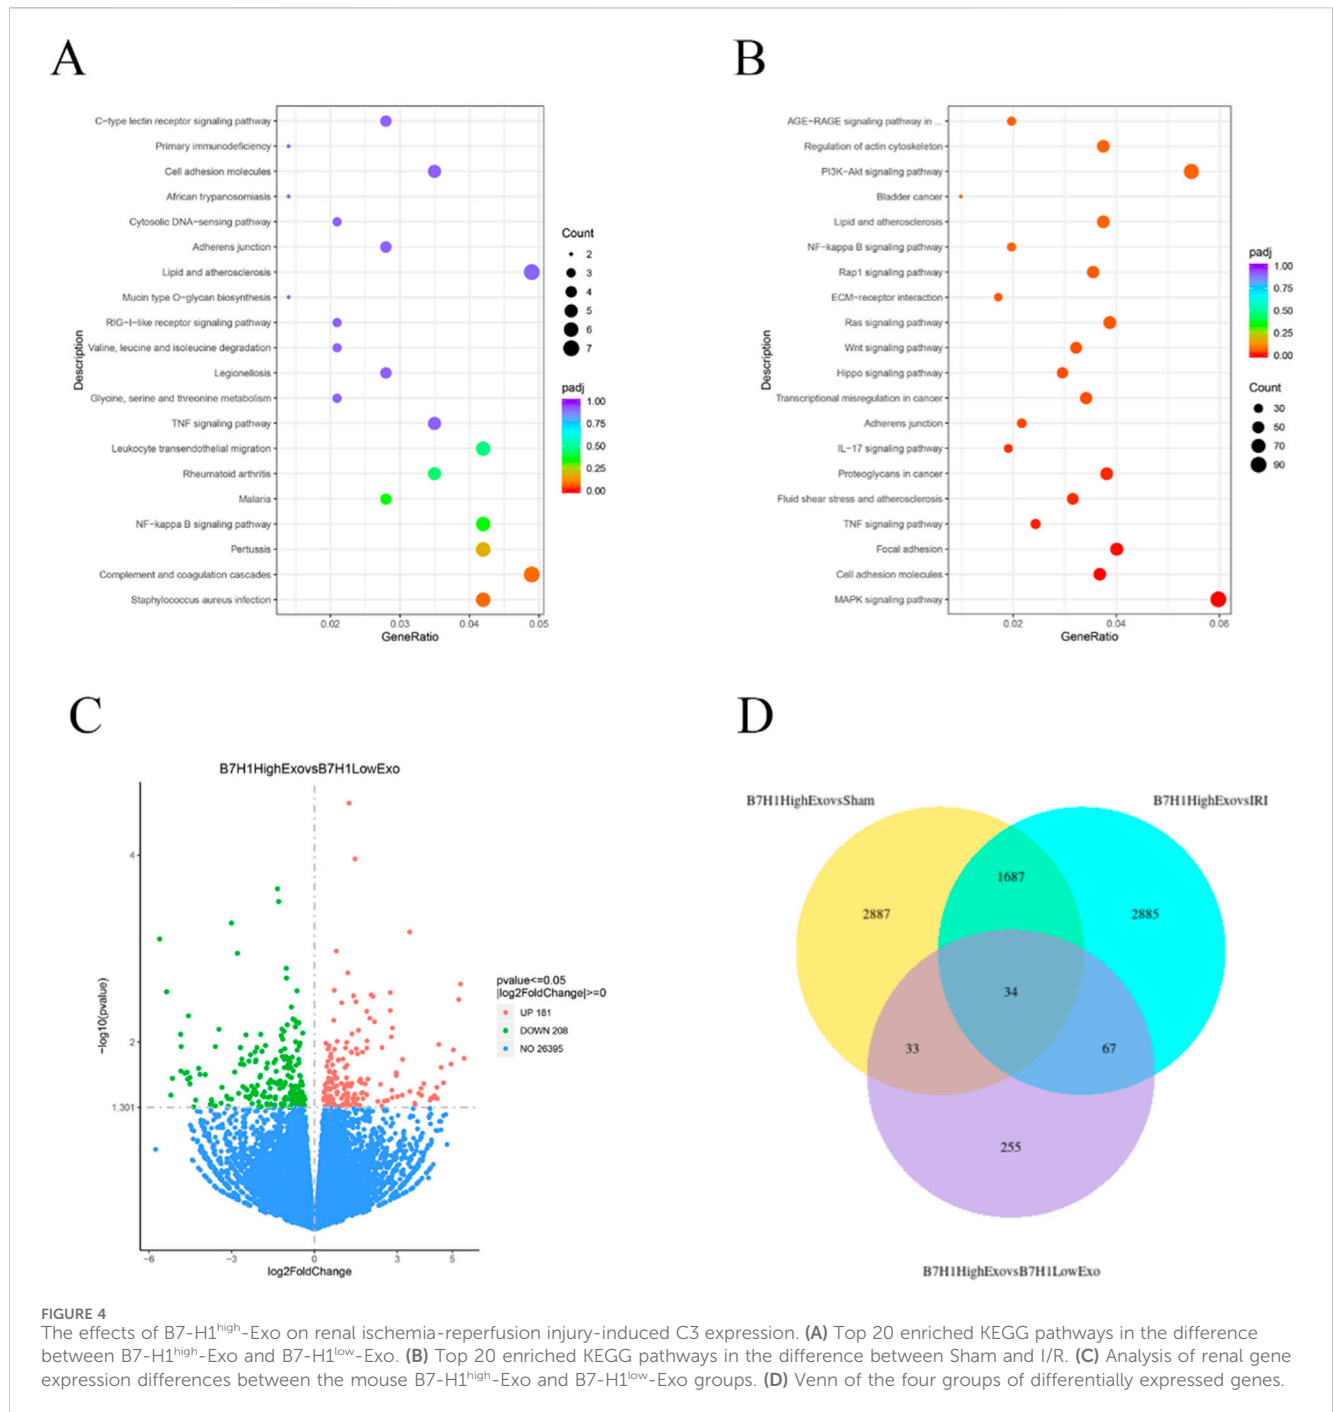 A
C−type lectin receptor signaling pathway
Primary immunodeficiency
Cell adhesion molecules
African trypanosomiasis
Cytosolic DNA−sensing pathway
Adherens junction
Lipid and atherosclerosis
Mucin type O−glycan biosynthesis
RIG−I−like receptor signaling pathway
Valine, leucine and isoleucine degradation
Legionellosis
Glycine, serine and threonine metabolism
TNF signaling pathway
Leukocyte transendothelial migration
Rheumatoid arthritis
Malaria
NF−kappa B signaling pathway
Pertussis
Complement and coagulation cascades
Staphylococcus aureus infection
Description
0.02 0.03 0.04 0.05
GeneRatio
Count
2
3
4
5
6
7
padj
1.00
0.75
0.50
0.25
0.00
B
AGE−RAGE signaling pathway in ...
Regulation of actin cytoskeleton
PI3K−Akt signaling pathway
Bladder cancer
Lipid and atherosclerosis
NF−kappa B signaling pathway
Rap1 signaling pathway
ECM−receptor interaction
Ras signaling pathway
Wnt signaling pathway
Hippo signaling pathway
Transcriptional misregulation in cancer
Adherens junction
IL−17 signaling pathway
Proteoglycans in cancer
Fluid shear stress and atherosclerosis
TNF signaling pathway
Focal adhesion
Cell adhesion molecules
MAPK signaling pathway
Description
0.02 0.04 0.06
GeneRatio
padj
1.00
0.75
0.50
0.25
0.00
Count
30
50
70
90
C
B7H1HighExovsB7H1LowExo
4
2
1.301
−log10(pvalue)
−6 −3 0 3 5
log2FoldChange
pvalue<=0.05
|log2FoldChange|>=0
UP 181
DOWN 208
NO 26395
D
B7H1HighExovsSham
B7H1HighExovsIRI
1687
2887
2885
34
33
67
255
B7H1HighExovsB7H1LowExo
FIGURE 4
The effects of B7-H1high-Exo on renal ischemia-reperfusion injury-induced C3 expression. (A) Top 20 enriched KEGG pathways in the difference
between B7-H1high-Exo and B7-H1low-Exo. (B) Top 20 enriched KEGG pathways in the difference between Sham and I/R. (C) Analysis of renal gene
expression differences between the mouse B7-H1high-Exo and B7-H1low-Exo groups. (D) Venn of the four groups of differentially expressed genes.